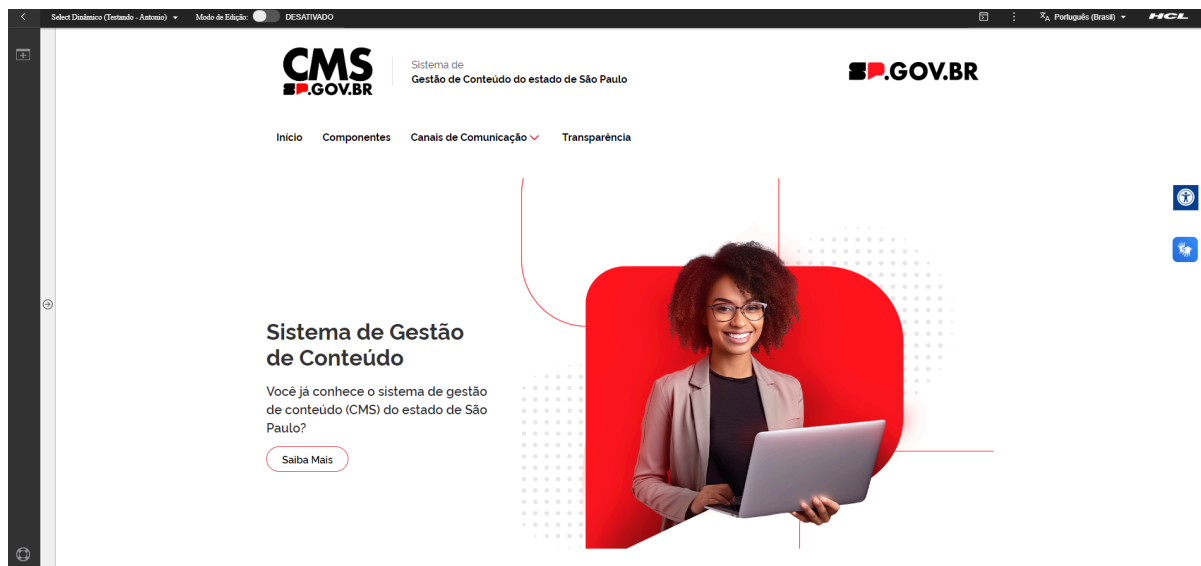 Select Dinâmico (Testando - Antonio)
Modo de Edição:
DESATIVADO
Português (Brasil)
HCL
CMS
SP.GOV.BR
Sistema de
Gestão de Conteúdo do estado de São Paulo
SP.GOV.BR
Início
Componentes
Canais de Comunicação
Transparência
Sistema de Gestão
de Conteúdo
Você já conhece o sistema de gestão
de conteúdo (CMS) do estado de São
Paulo?
Saiba Mais